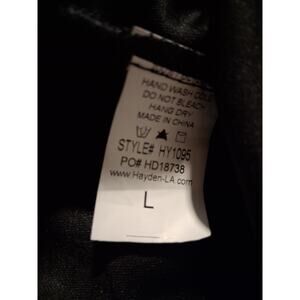 HAND WASH COLD
DO NOT BLEACH
HANG DRY
MADE IN CHINA
STYLE# HY1095
PO# HD18738
www.Hayden-LA.com
L